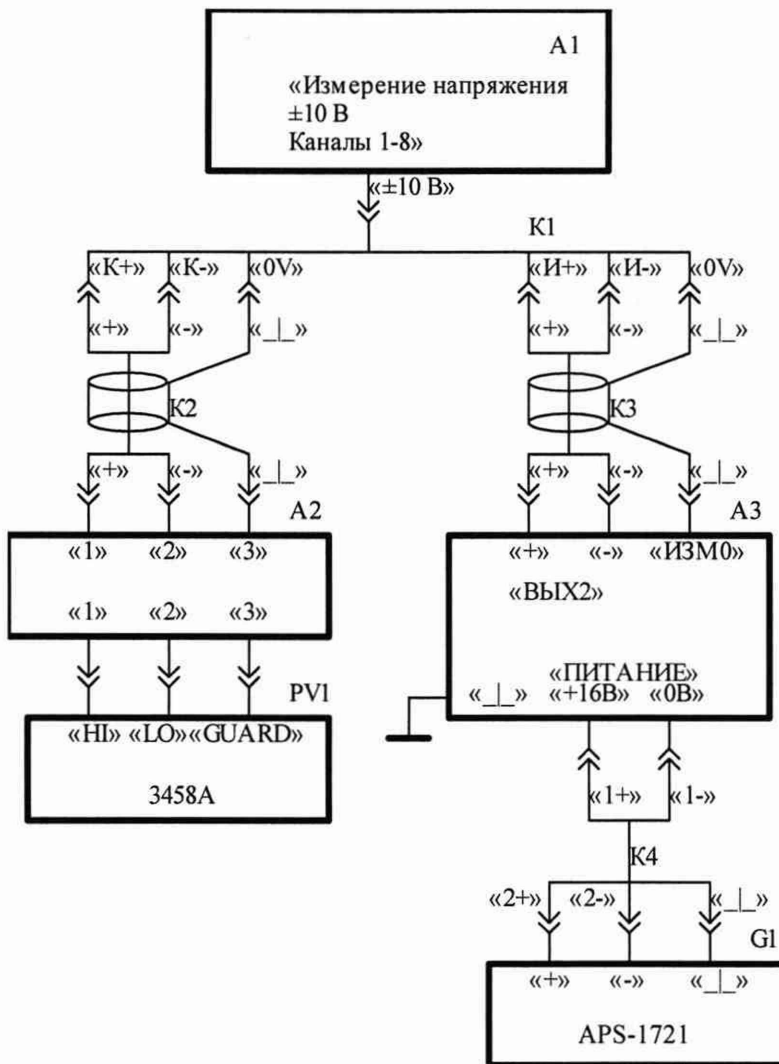 А1
«Измерение напряжения
±10 В
Каналы 1-8»
«±10 В»
К1
«К+» «К-» «0V» «И+» «И-» «0V»
«+» «-» «_|_» «+» «-» «_|_»
К2 К3
«+» «-» «_|_» «+» «-» «_|_»
А2 А3
«1» «2» «3» «+» «-» «ИЗМ0»
«ВЫХ2»
«1» «2» «3»
«ПИТАНИЕ»
PV1 «_|_» «+16В» «0В»
«HI» «LO» «GUARD»
3458А
«1+» «1-»
К4
«2+» «2-» «_|_»
G1
«+» «-» «_|_»
APS-1721